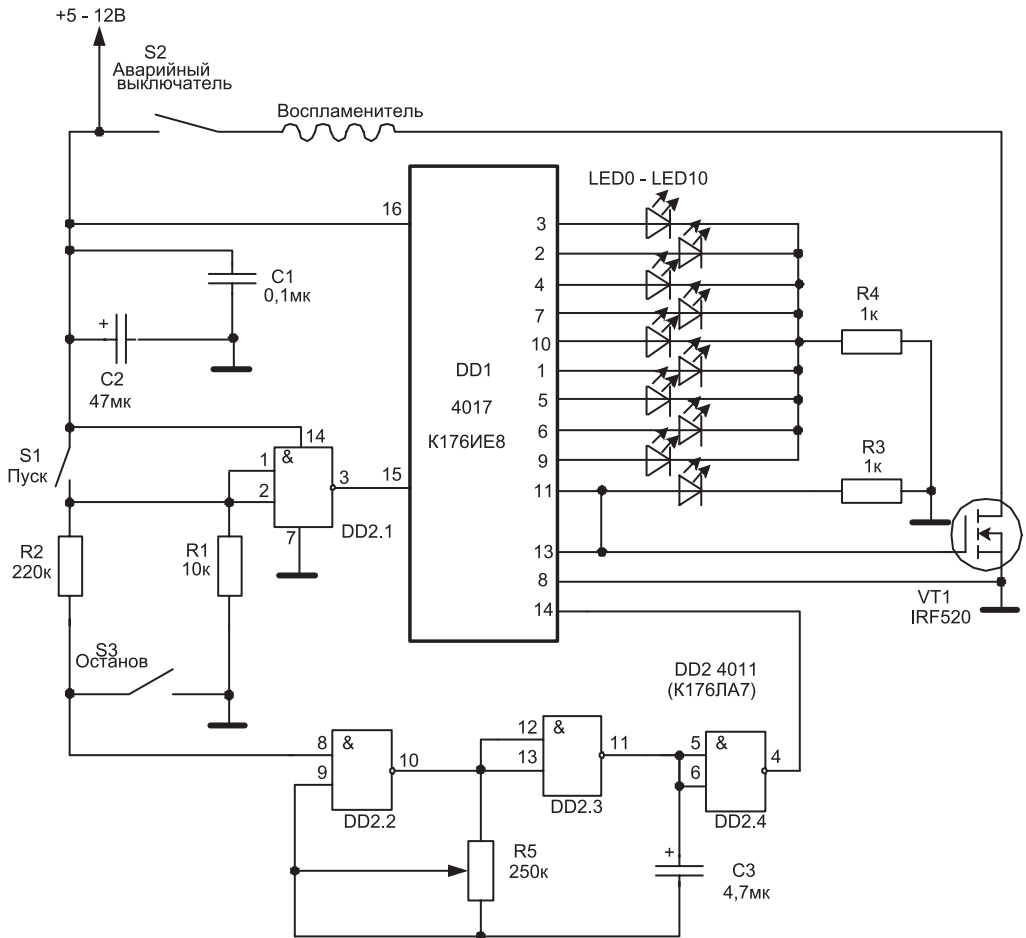 +5 - 12В
S2
Аварийный
выключатель
Воспламенитель
LED0 - LED10
16
3
2
4
7
10
1
5
6
9
11
13
8
14
15
DD1
4017
К176ИЕ8
C1
0,1мк
+
C2
47мк
R4
1к
R3
1к
S1
Пуск
14
1
&
2
3
7
DD2.1
R2
220к
R1
10к
S3
Останов
VT1
IRF520
DD2 4011
(К176ЛА7)
8
&
9
10
DD2.2
12
&
13
11
DD2.3
5
&
6
4
DD2.4
R5
250к
+
C3
4,7мк